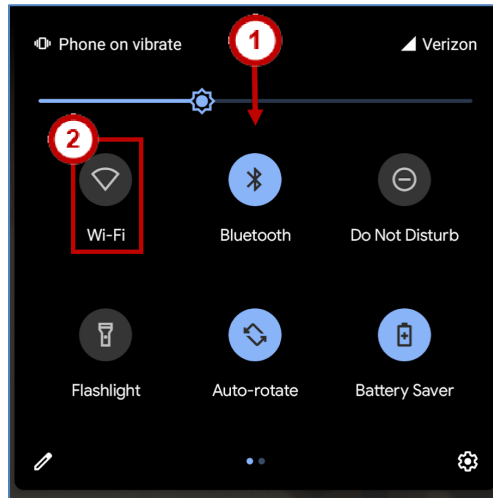 Phone on vibrate
1
Verizon
2
Wi-Fi
Bluetooth
Do Not Disturb
Flashlight
Auto-rotate
Battery Saver